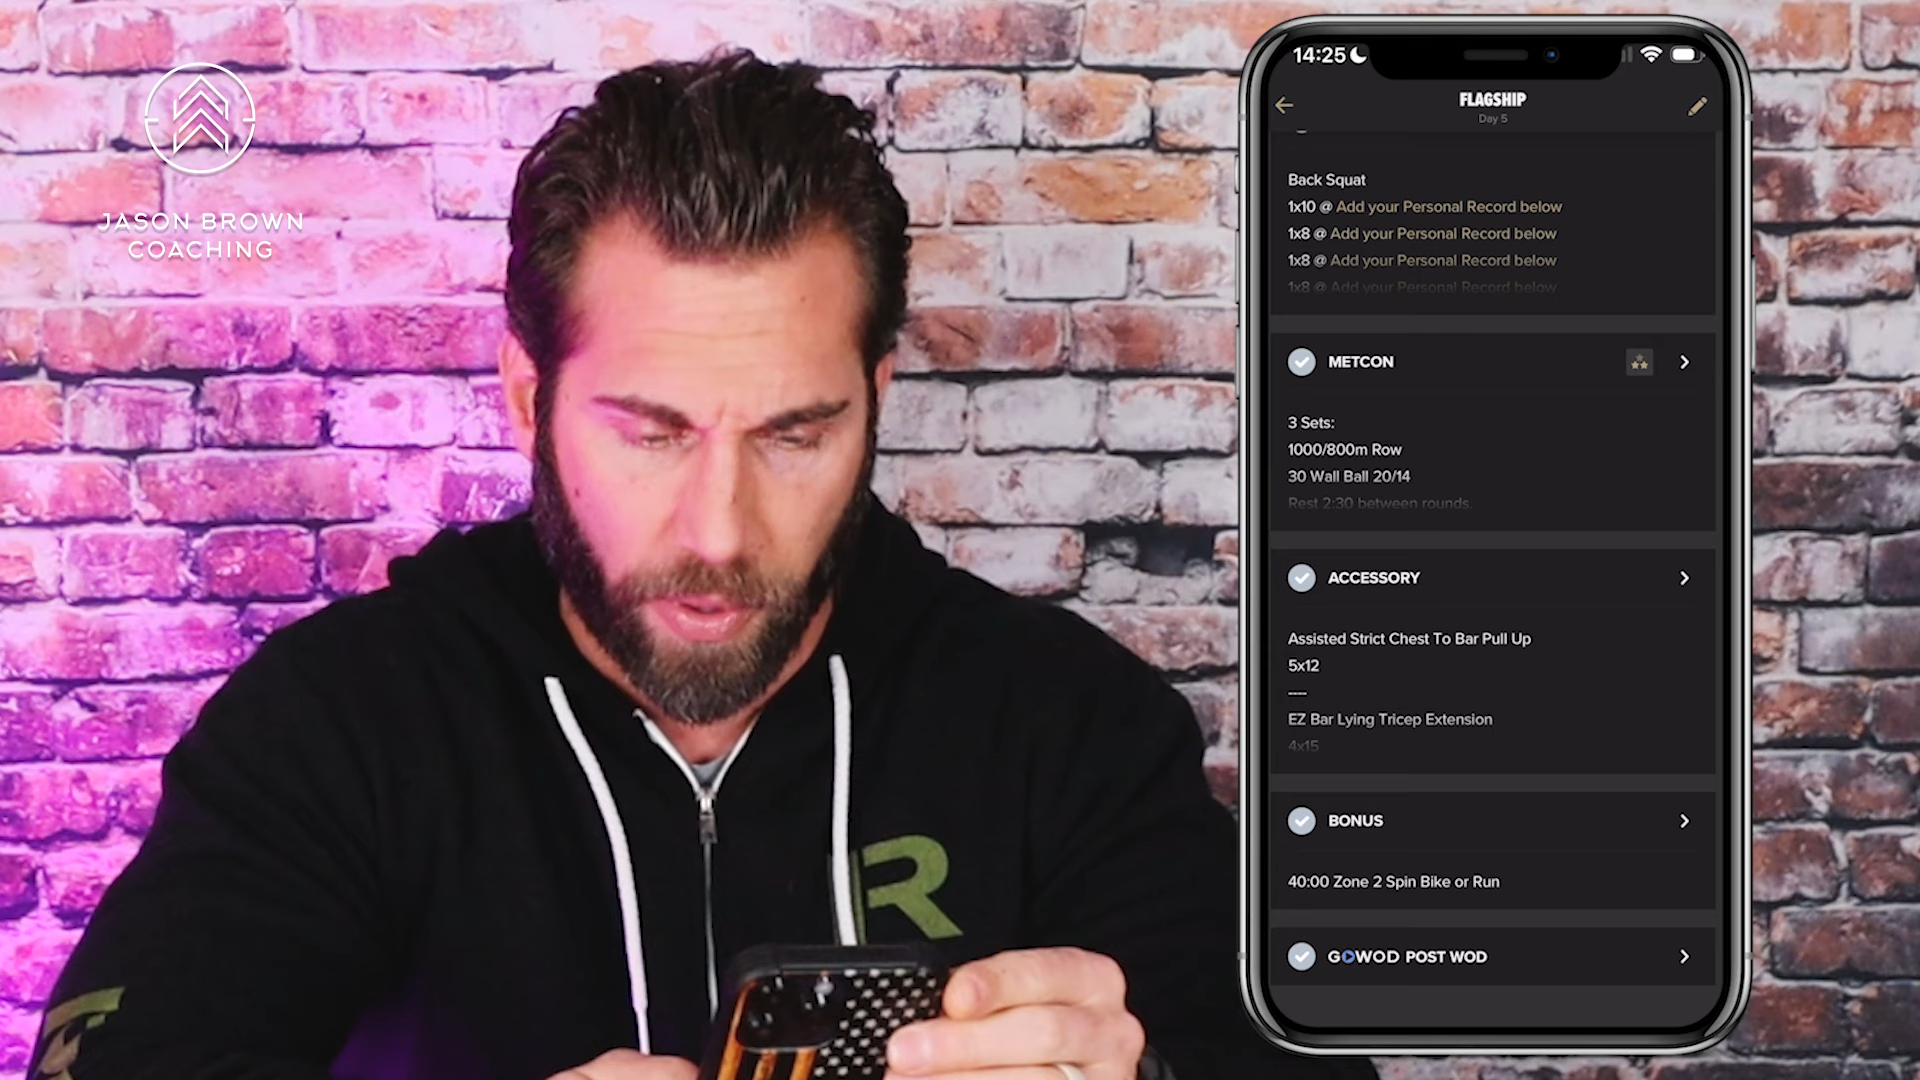 JASON BROWN
COACHING
14:25
FLAGSHIP
Day 5
Back Squat
1x10 @ Add your Personal Record below
1x8 @ Add your Personal Record below
1x8 @ Add your Personal Record below
1x8 @ Add your Personal Record below
METCON
3 Sets:
1000/800m Row
30 Wall Ball 20/14
Rest 2:30 between rounds.
ACCESSORY
Assisted Strict Chest To Bar Pull Up
5x12
----
EZ Bar Lying Tricep Extension
4x15
BONUS
40:00 Zone 2 Spin Bike or Run
GOWOD POST WOD
R